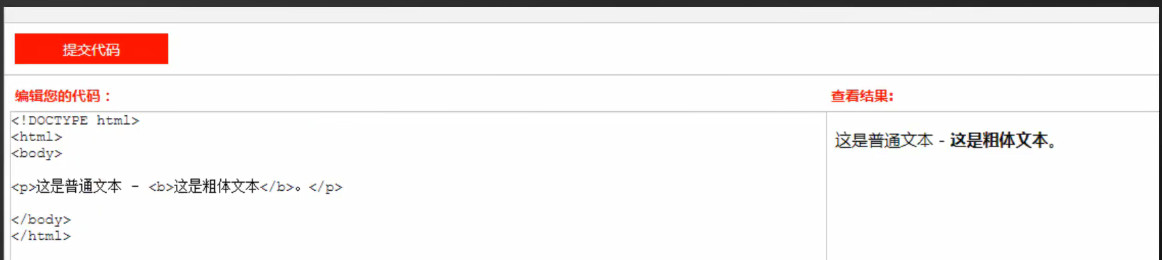 提交代码
编辑您的代码：
查看结果:
<!DOCTYPE html>
<html>
<body>
<p>这是普通文本 - <b>这是粗体文本</b>。</p>
</body>
</html>
这是普通文本 - 这是粗体文本。